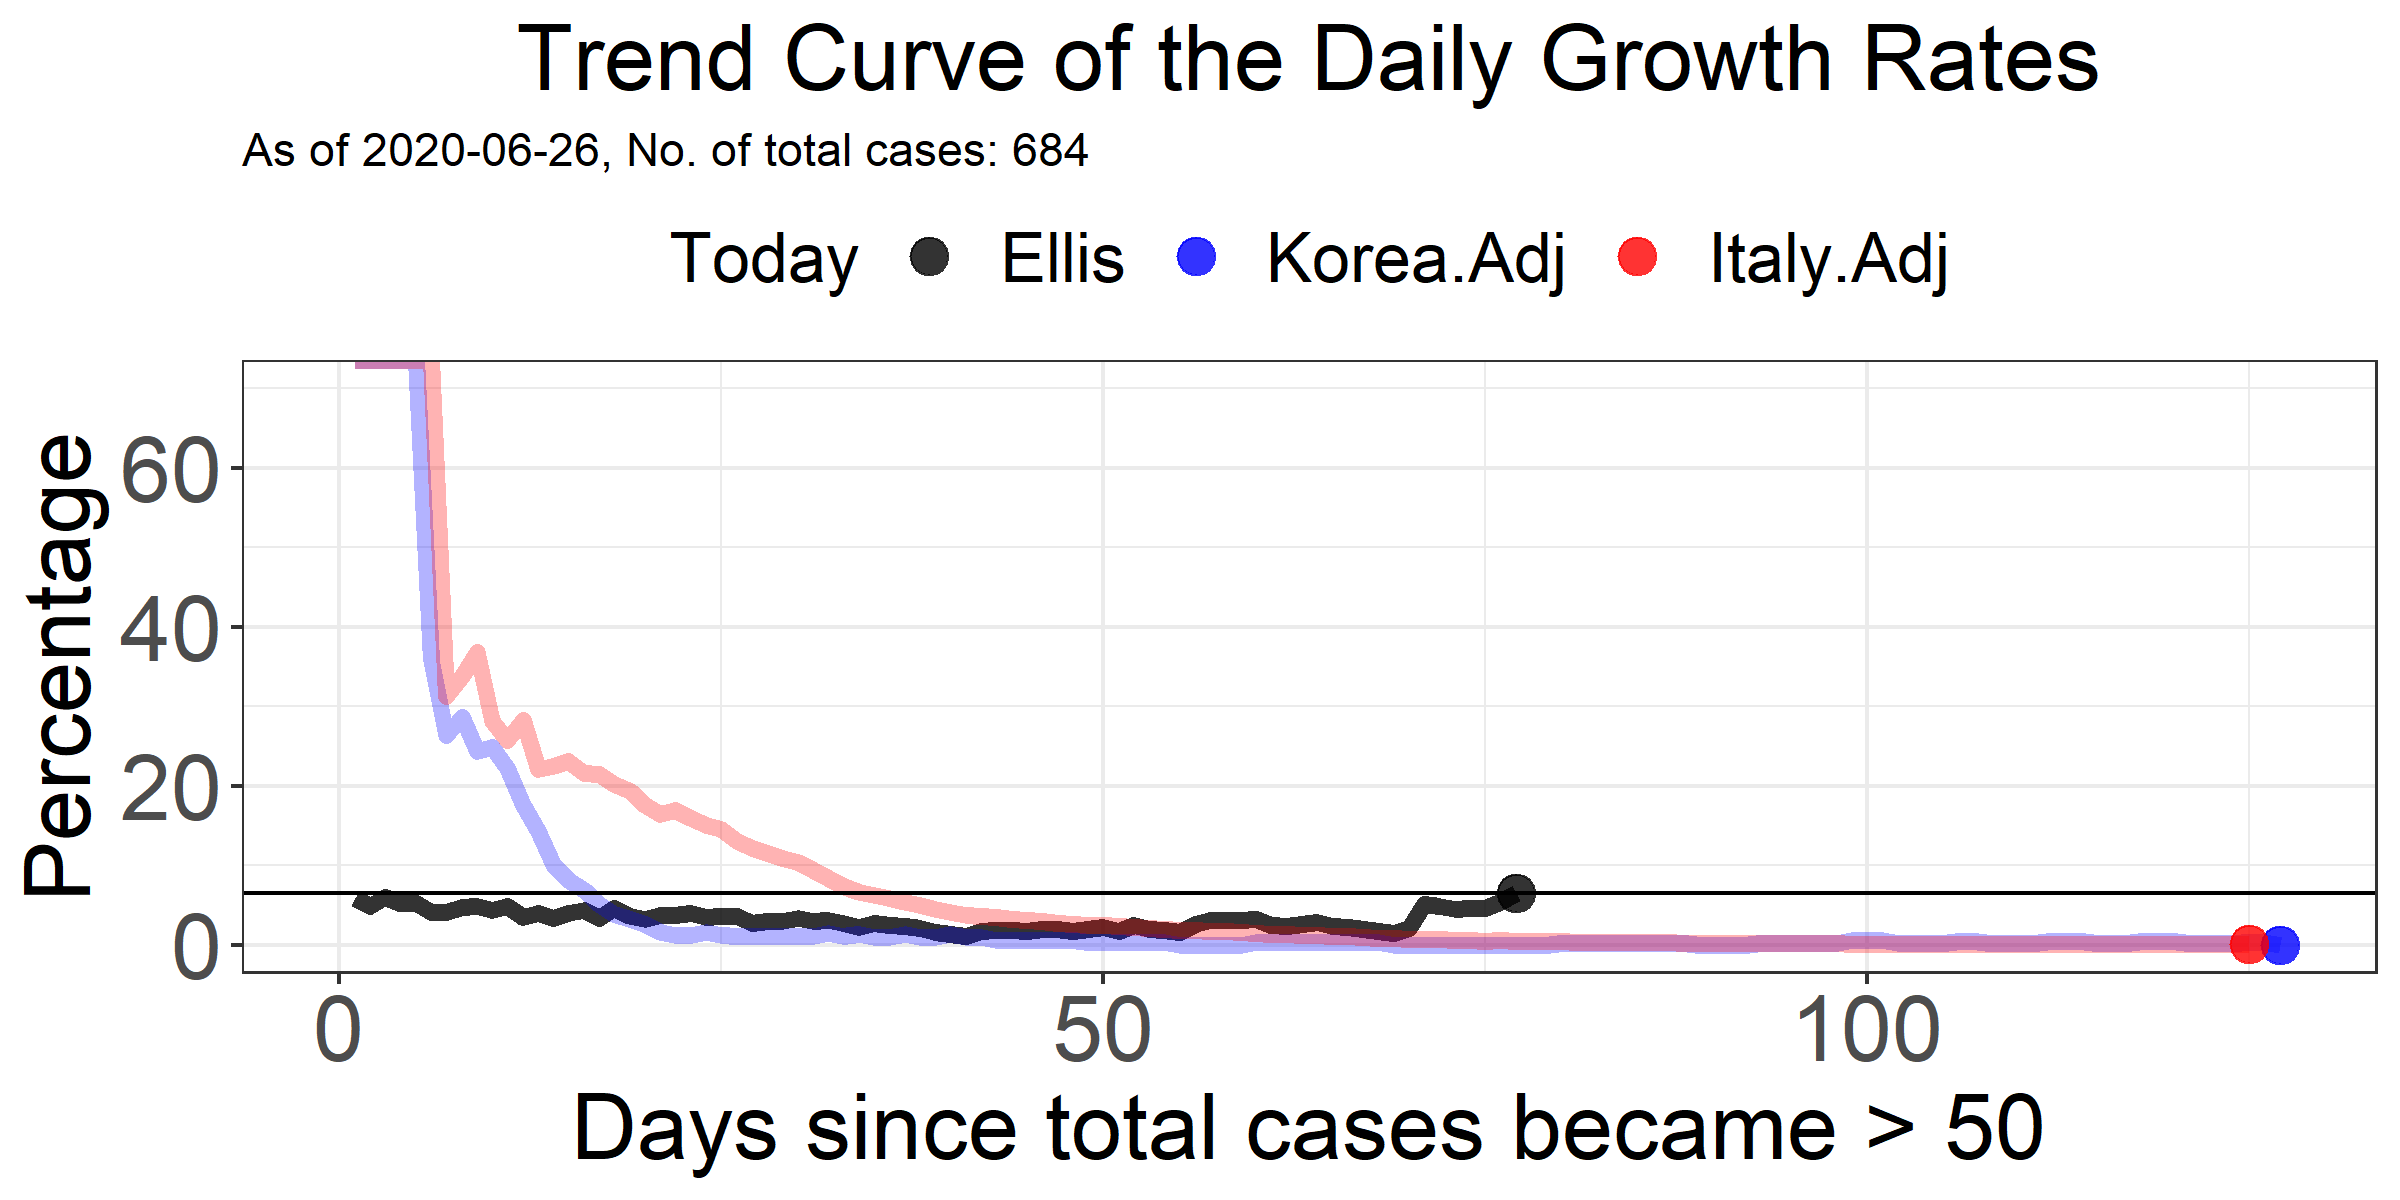 Trend Curve of the Daily Growth Rates
As of 2020-06-26, No. of total cases: 684
Today Ellis Korea.Adj Italy.Adj
Percentage
60
40
20
0
0 50 100
Days since total cases became > 50